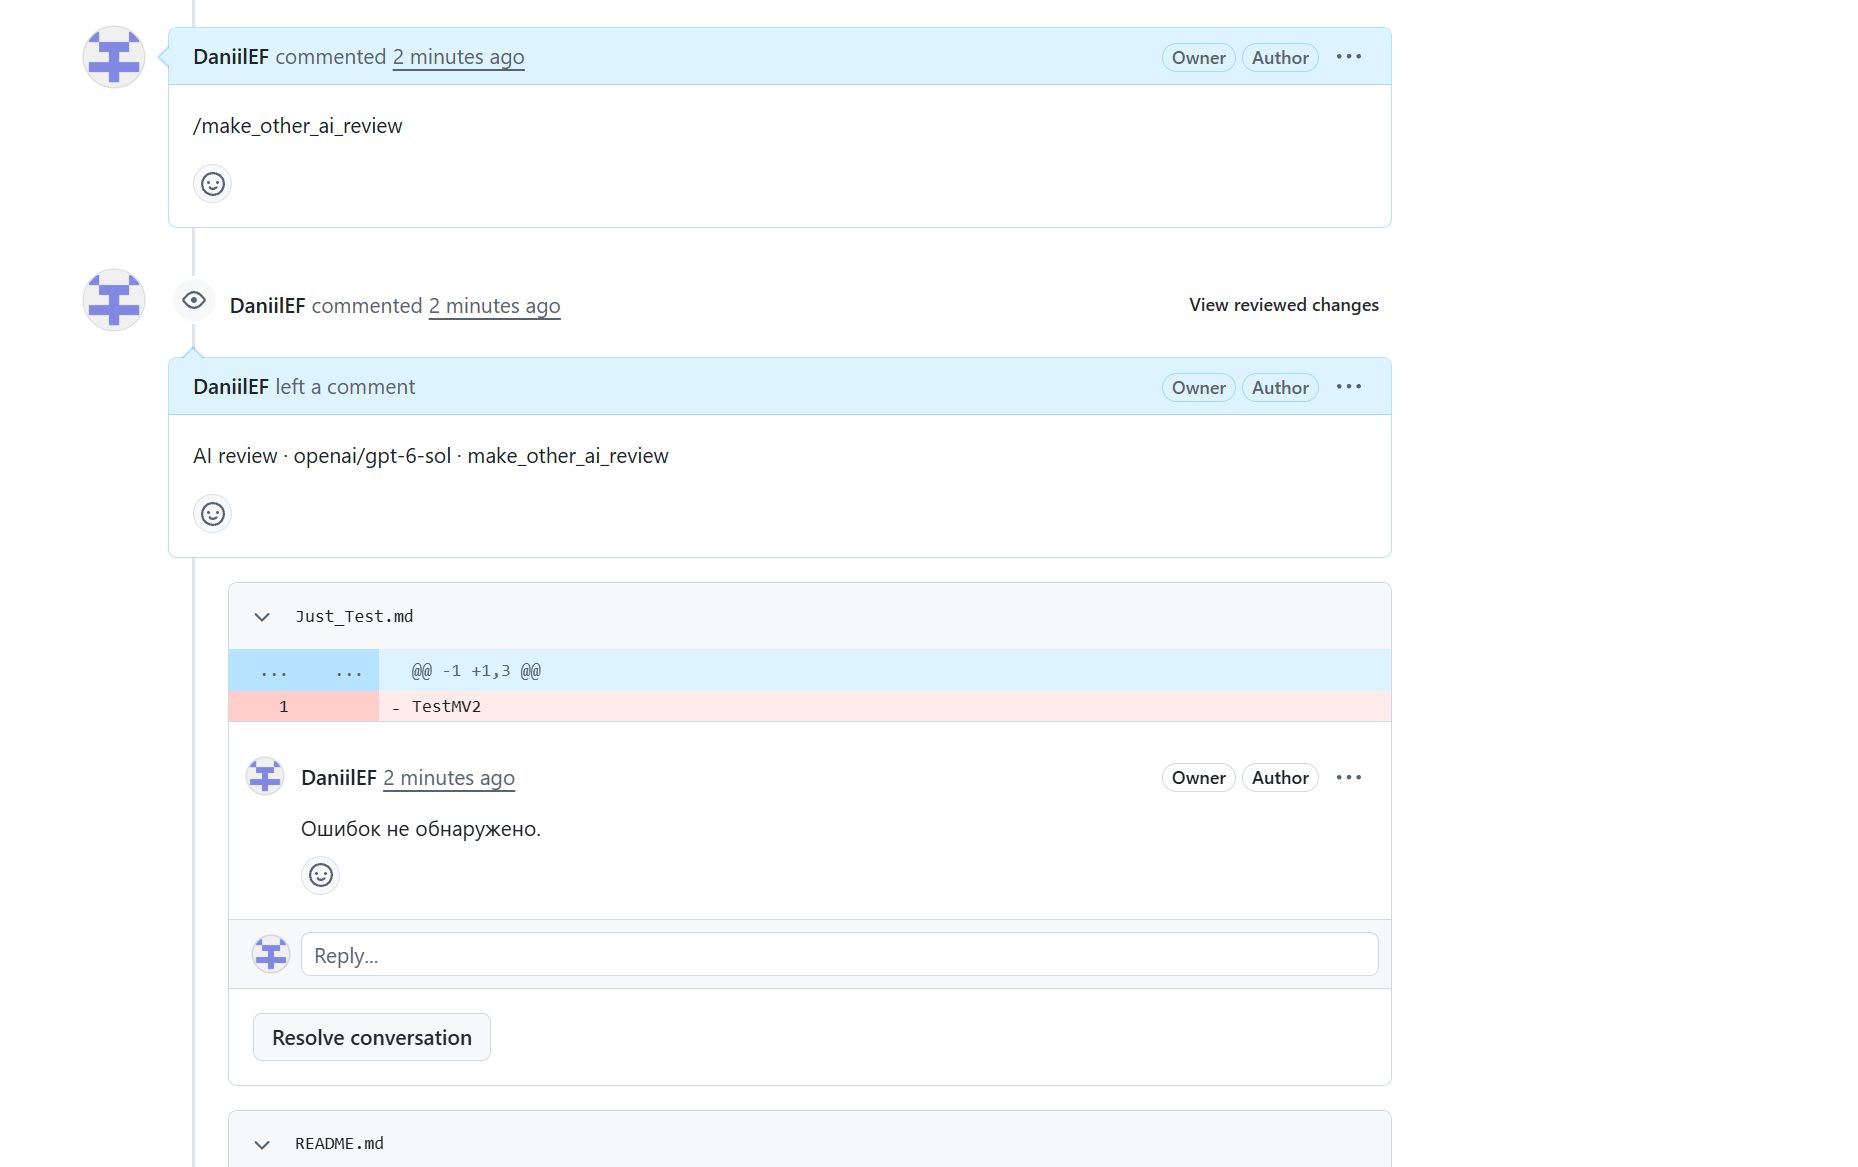 DaniilEF commented 2 minutes ago Owner Author
/make_other_ai_review
DaniilEF commented 2 minutes ago View reviewed changes
DaniilEF left a comment Owner Author
AI review · openai/gpt-6-sol · make_other_ai_review
Just_Test.md
... ... @@ -1 +1,3 @@
1 - TestMV2
DaniilEF 2 minutes ago Owner Author
Ошибок не обнаружено.
Reply...
Resolve conversation
README.md